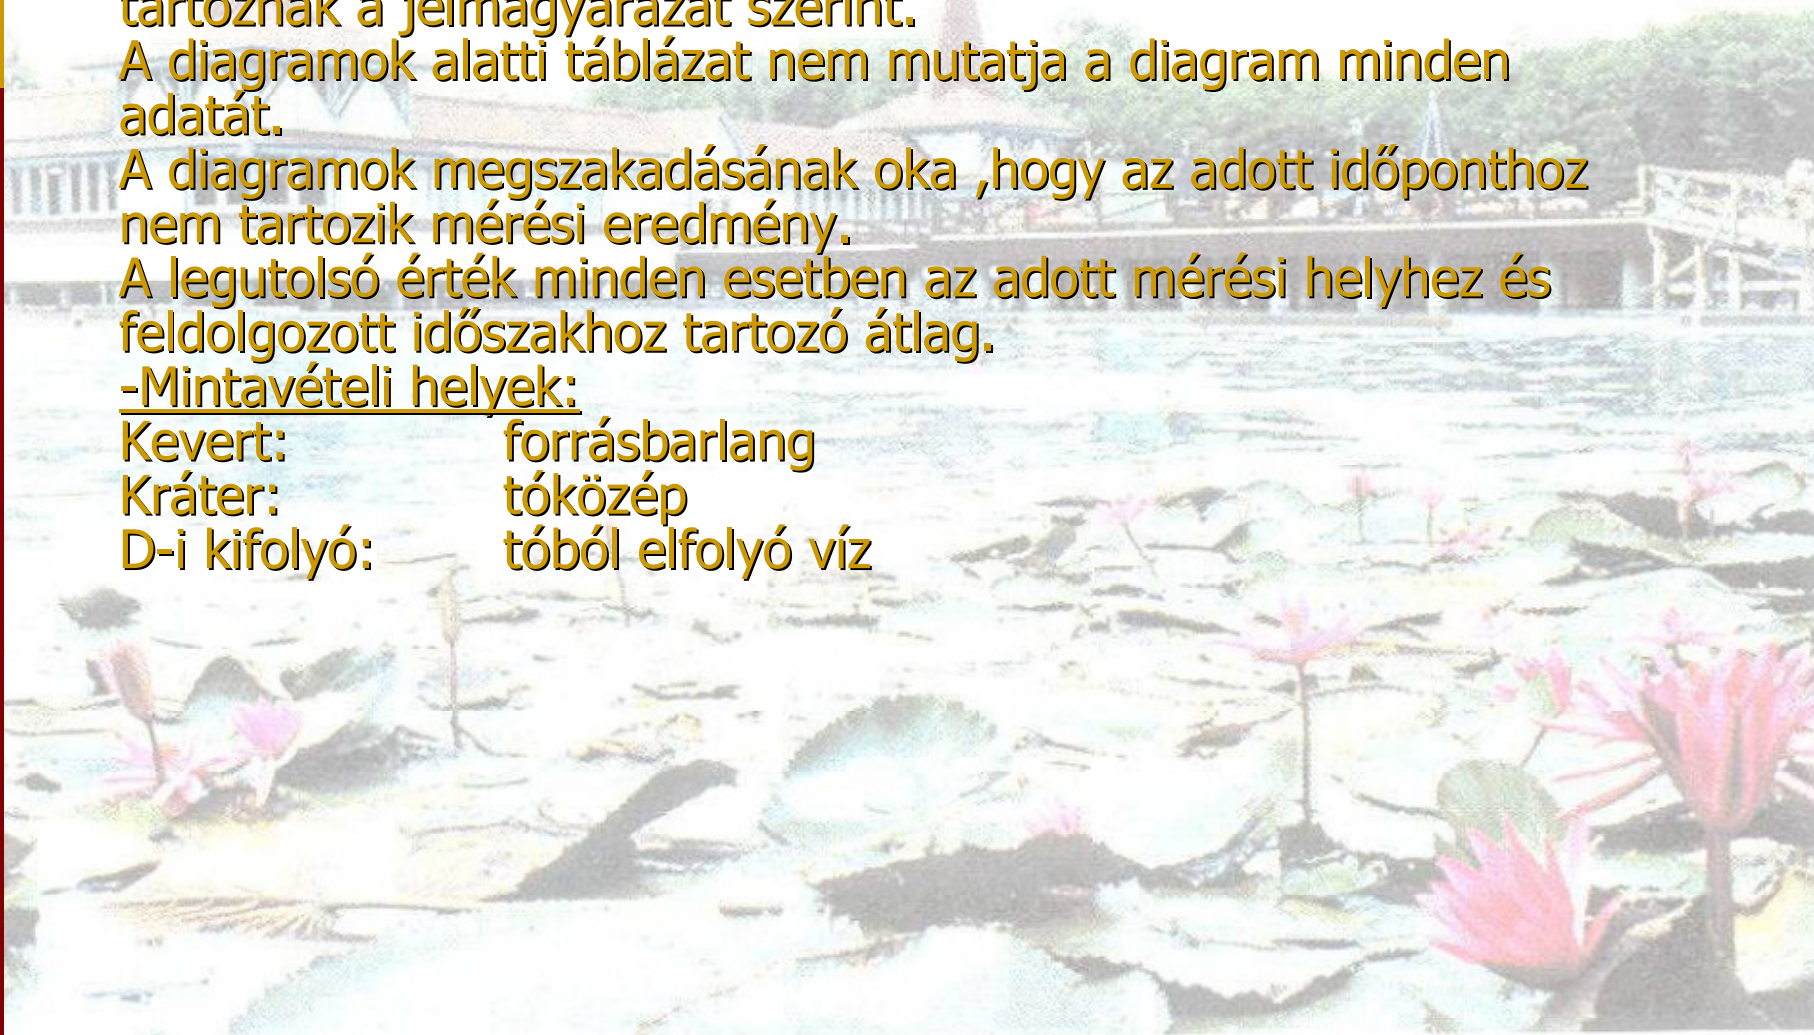 tartoznak a jelmagyarázat szerint.
A diagramok alatti táblázat nem mutatja a diagram minden
adatát.
A diagramok megszakadásának oka ,hogy az adott időponthoz
nem tartozik mérési eredmény.
A legutolsó érték minden esetben az adott mérési helyhez és
feldolgozott időszakhoz tartozó átlag.
-Mintavételi helyek:
Kevert: forrásbarlang
Kráter: tóközép
D-i kifolyó: tóból elfolyó víz